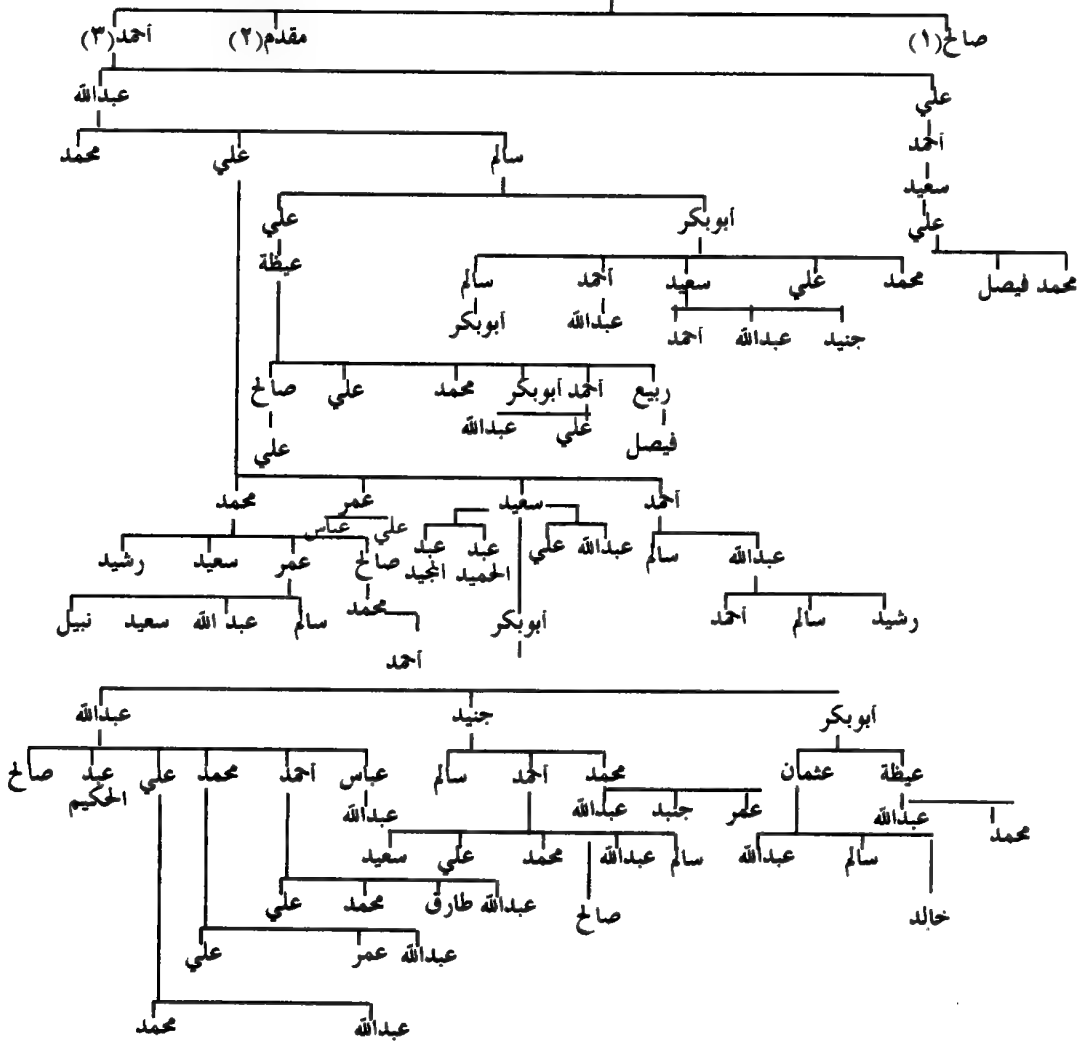 صالح(١) مقدم(٢) أحمد(٣)
علي عبدالله
أحمد
سالم علي محمد
سعيد
علي أبوبكر علي
عيظة
محمد فيصل محمد علي سعيد أحمد سالم
جنيد عبدالله أحمد عبدالله أبوبكر
ربيع أحمد أبوبكر محمد علي صالح
فيصل علي عبدالله علي
أحمد سعيد عمر محمد
علي عباس
عبدالله سالم عبدالله علي عبد الحميد عبد المجيد صالح عمر سعيد رشيد
رشيد سالم أحمد أبوبكر محمد سالم عبد الله سعيد نبيل
أحمد
أبوبكر جنيد عبدالله
عيظة عثمان محمد أحمد سالم عباس أحمد محمد علي عبد الحكيم صالح
محمد عبدالله عمر جنيد عبدالله عبدالله
خالد سالم عبدالله سالم عبدالله صالح محمد علي سعيد
عبدالله طارق محمد علي
عبدالله عمر علي
عبدالله محمد